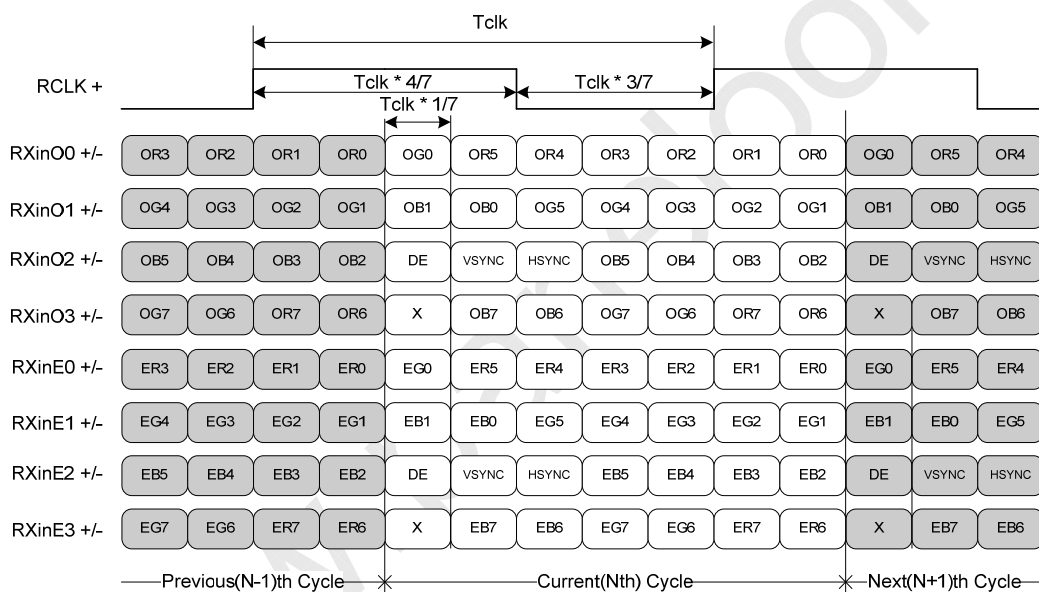 Tclk
RCLK +
Tclk * 4/7
Tclk * 3/7
Tclk * 1/7
RXinO0 +/- OR3 OR2 OR1 OR0 OG0 OR5 OR4 OR3 OR2 OR1 OR0 OG0 OR5 OR4
RXinO1 +/- OG4 OG3 OG2 OG1 OB1 OB0 OG5 OG4 OG3 OG2 OG1 OB1 OB0 OG5
RXinO2 +/- OB5 OB4 OB3 OB2 DE VSYNC HSYNC OB5 OB4 OB3 OB2 DE VSYNC HSYNC
RXinO3 +/- OG7 OG6 OR7 OR6 X OB7 OB6 OG7 OG6 OR7 OR6 X OB7 OB6
RXinE0 +/- ER3 ER2 ER1 ER0 EG0 ER5 ER4 ER3 ER2 ER1 ER0 EG0 ER5 ER4
RXinE1 +/- EG4 EG3 EG2 EG1 EB1 EB0 EG5 EG4 EG3 EG2 EG1 EB1 EB0 EG5
RXinE2 +/- EB5 EB4 EB3 EB2 DE VSYNC HSYNC EB5 EB4 EB3 EB2 DE VSYNC HSYNC
RXinE3 +/- EG7 EG6 ER7 ER6 X EB7 EB6 EG7 EG6 ER7 ER6 X EB7 EB6
Previous(N-1)th Cycle Current(Nth) Cycle Next(N+1)th Cycle